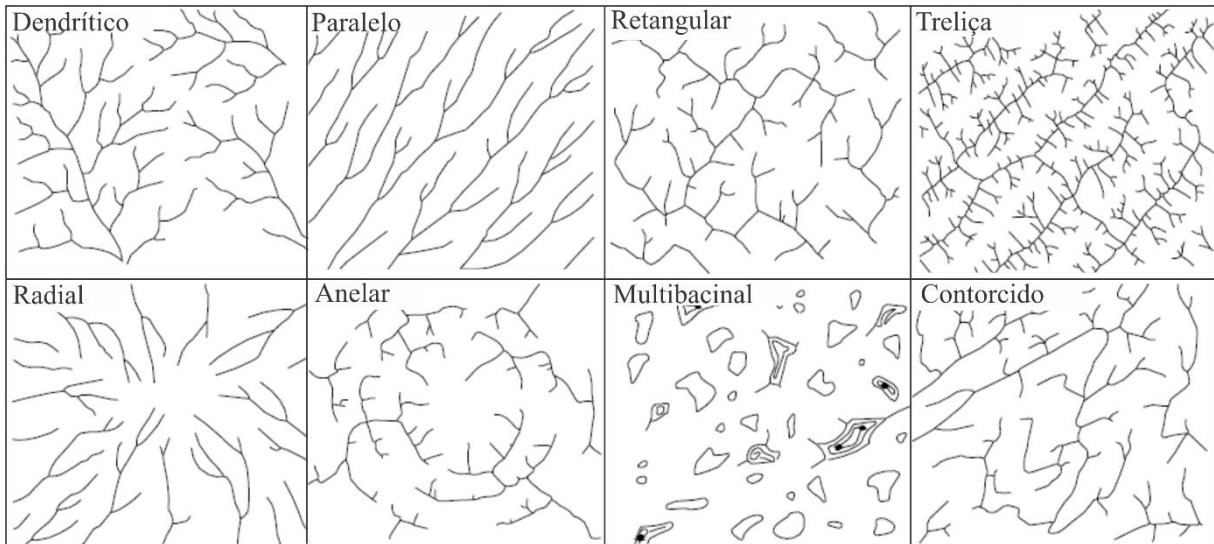 Dendrítico
Paralelo
Retangular
Treliça
Radial
Anelar
Multibacinal
Contorcido